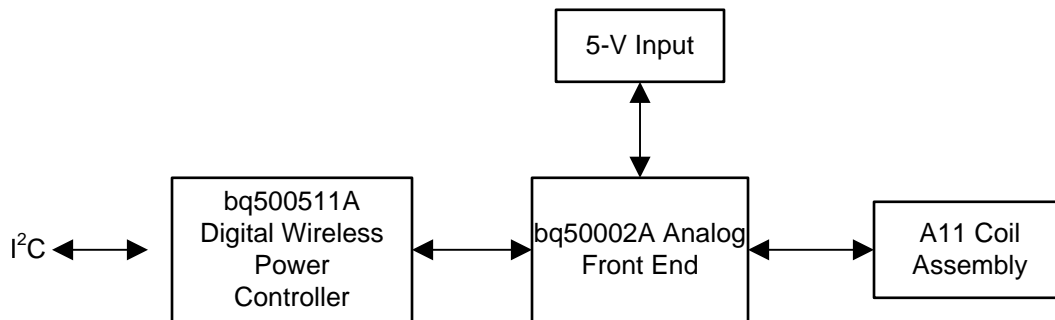 5-V Input
I²C
bq500511A
Digital Wireless
Power
Controller
bq50002A Analog
Front End
A11 Coil
Assembly